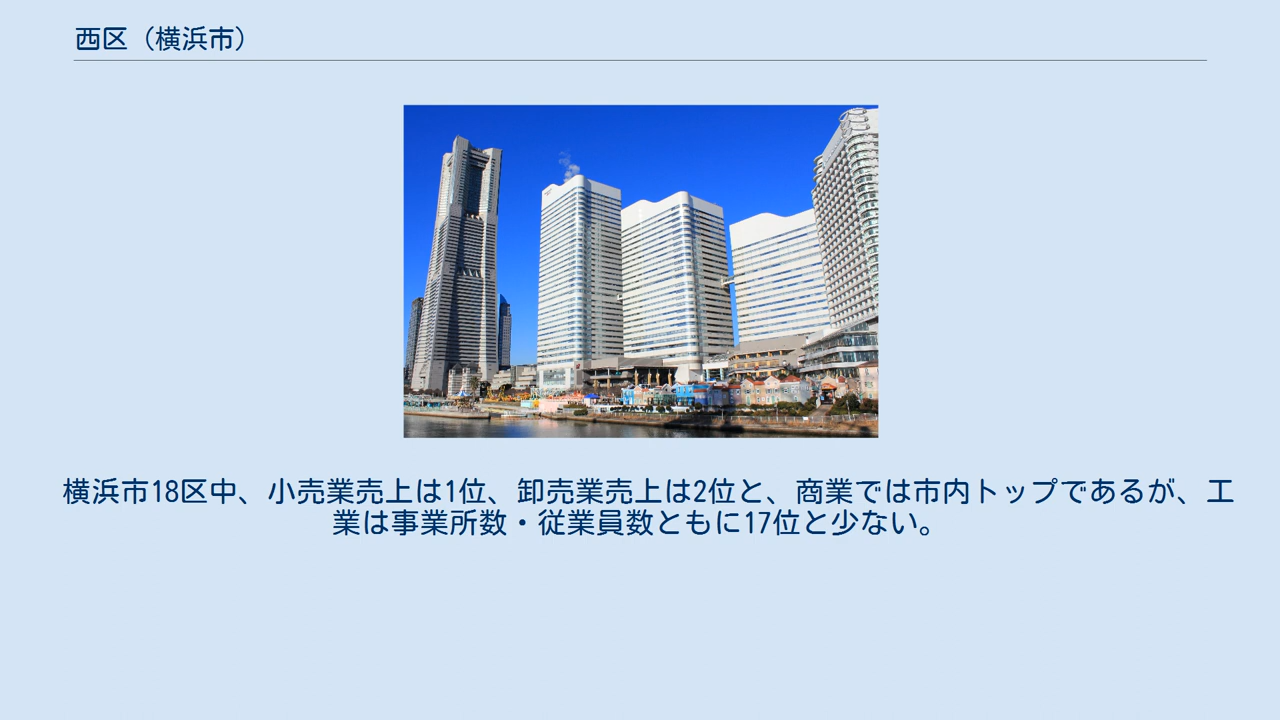 西区（横浜市）
横浜市18区中、小売業売上は1位、卸売業売上は2位と、商業では市内トップであるが、工
業は事業所数・従業員数ともに17位と少ない。